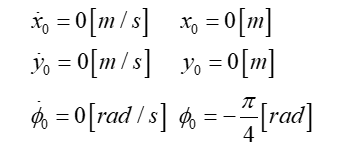 ẋ₀ = 0[m/s] x₀ = 0[m]
ẏ₀ = 0[m/s] y₀ = 0[m]
ϕ̇₀ = 0[rad/s] ϕ₀ = −π/4[rad]